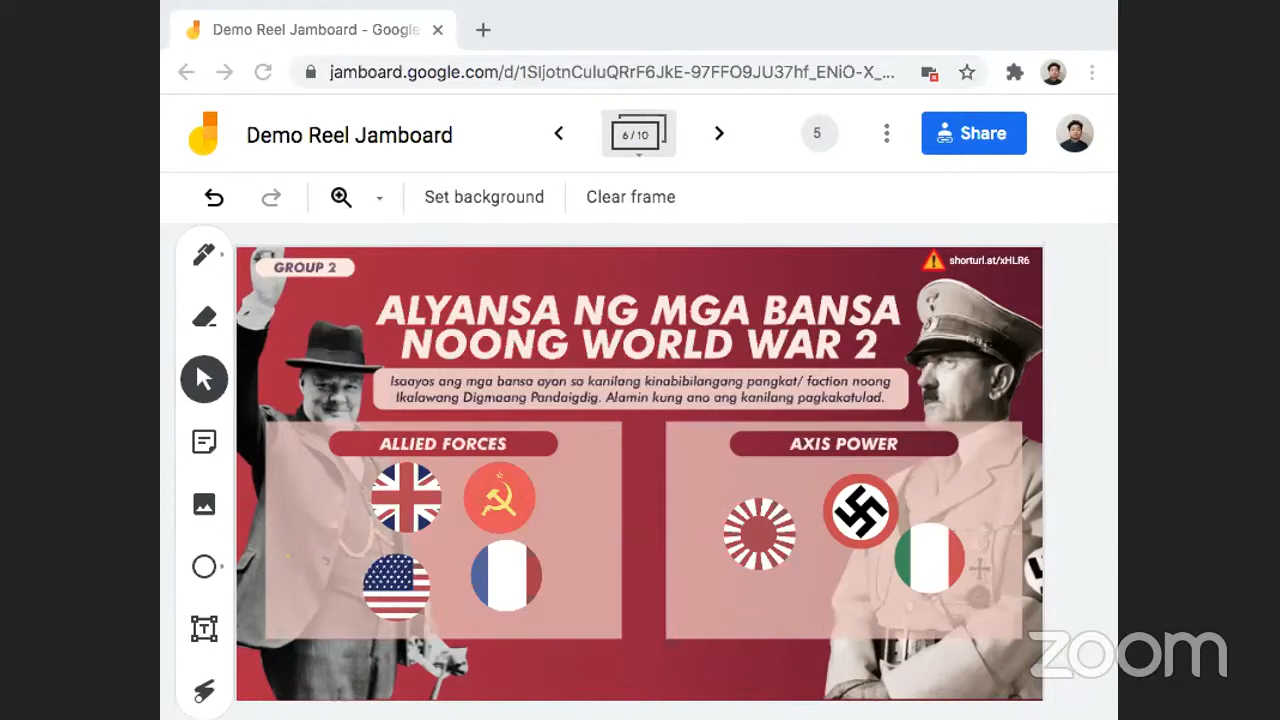 Demo Reel Jamboard - Google
jamboard.google.com/d/1SIjotnCuluQRrF6JkE-97FFO9JU37hf_ENiO-X_...
Demo Reel Jamboard
6 / 10
5
Share
Set background
Clear frame
GROUP 2
shorturl.at/xHLR6
ALYANSA NG MGA BANSA
NOONG WORLD WAR 2
Isaayos ang mga bansa ayon sa kanilang kinabibilangang pangkat/ faction noong
Ikalawang Digmaang Pandaigdig. Alamin kung ano ang kanilang pagkakatulad.
ALLIED FORCES
AXIS POWER
zoom